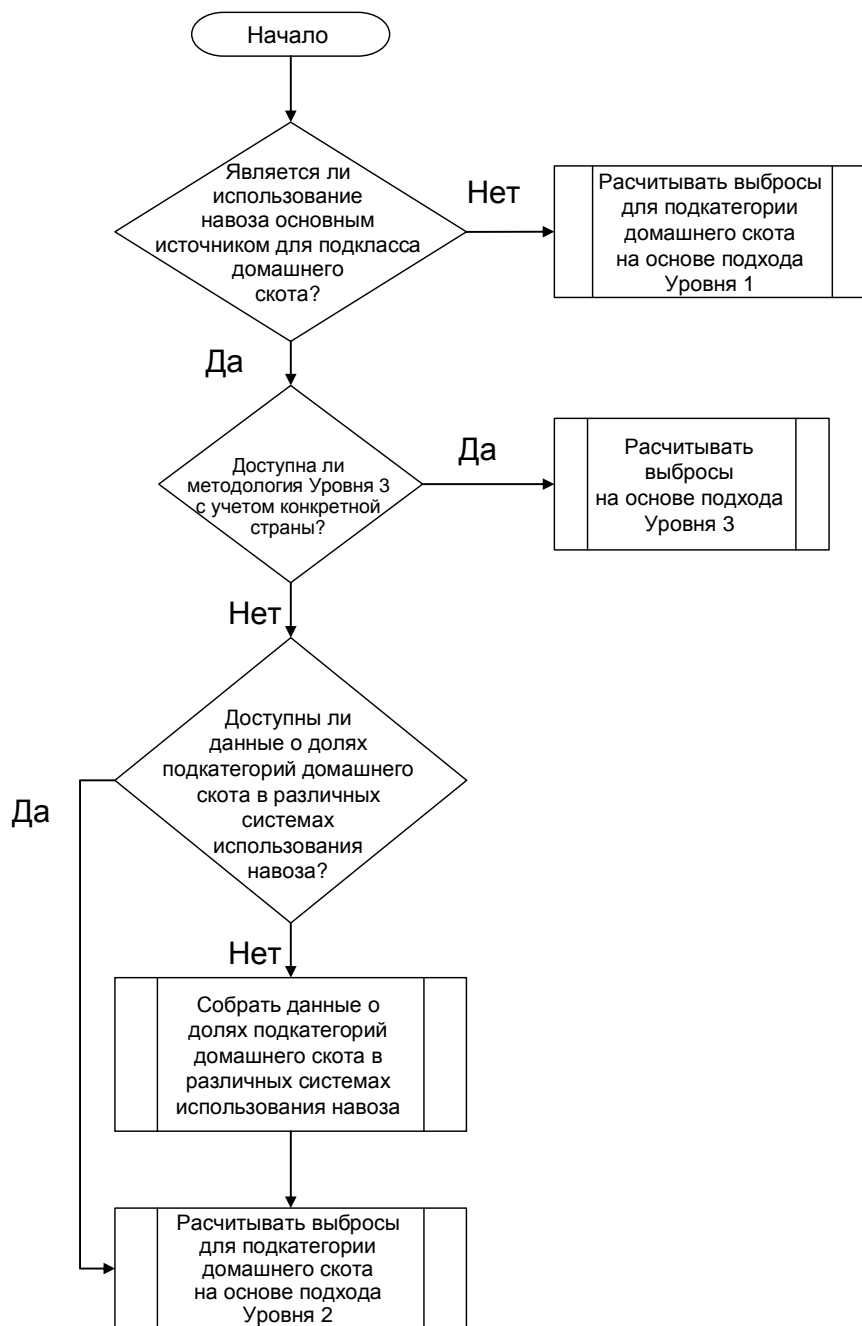 Начало
Является ли
использование
навоза основным
источником для подкласса
домашнего
скота?
Нет
Расчитывать выбросы
для подкатегории
домашнего скота
на основе подхода
Уровня 1
Да
Доступна ли
методология Уровня 3
с учетом конкретной
страны?
Да
Расчитывать
выбросы
на основе подхода
Уровня 3
Нет
Доступны ли
данные о долях
подкатегорий домашнего
скота в различных
системах
использования
навоза?
Да
Нет
Собрать данные о
долях подкатегорий
домашнего скота в
различных системах
использования навоза
Расчитывать выбросы
для подкатегории
домашнего скота
на основе подхода
Уровня 2